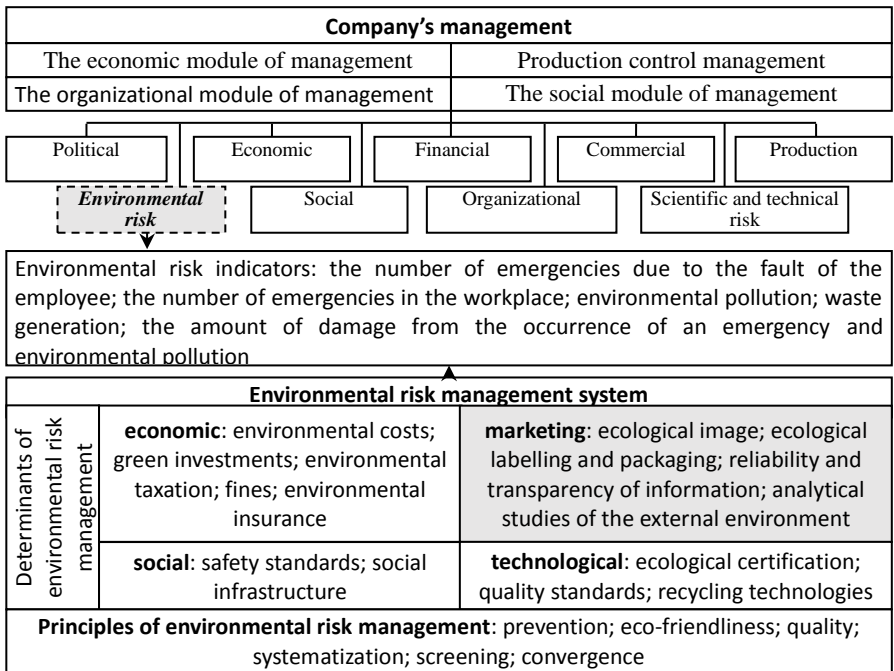 Company's management
The economic module of management
Production control management
The organizational module of management
The social module of management
Political
Economic
Financial
Commercial
Production
Environmental
risk
Social
Organizational
Scientific and technical
risk
Environmental risk indicators: the number of emergencies due to the fault of the
employee; the number of emergencies in the workplace; environmental pollution; waste
generation; the amount of damage from the occurrence of an emergency and
environmental pollution
Environmental risk management system
Determinants of
environmental risk
management
economic: environmental costs;
green investments; environmental
taxation; fines; environmental
insurance
marketing: ecological image; ecological
labelling and packaging; reliability and
transparency of information; analytical
studies of the external environment
social: safety standards; social
infrastructure
technological: ecological certification;
quality standards; recycling technologies
Principles of environmental risk management: prevention; eco-friendliness; quality;
systematization; screening; convergence